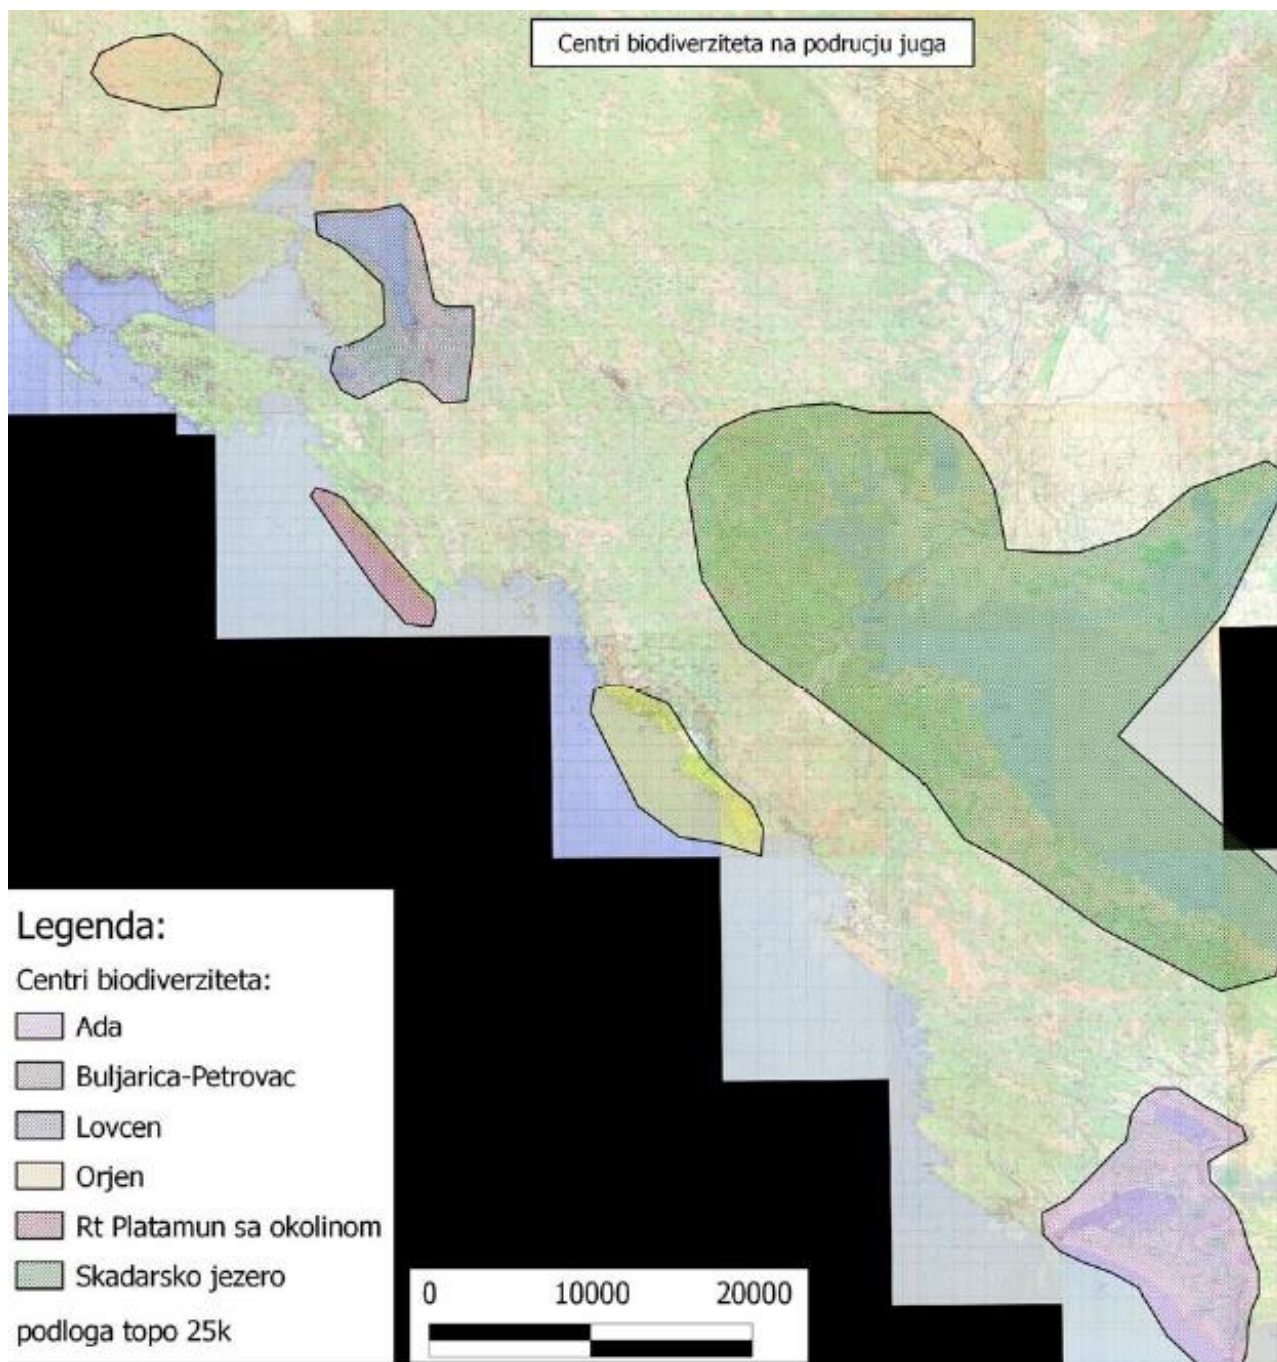 Centri biodiverziteta na podrucju juga
Legenda:
Centri biodiverziteta:
Ada
Buljarica-Petrovac
Lovcen
Orjen
Rt Platamun sa okolinom
Skadarsko jezero
podloga topo 25k
0 10000 20000